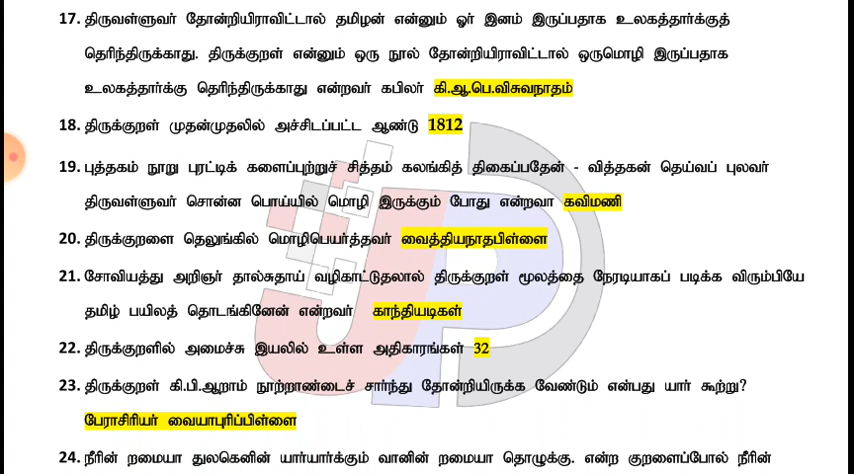 17. திருவள்ளுவர் தோன்றியிராவிட்டால் தமிழன் என்னும் ஓர் இனம் இருப்பதாக உலகத்தார்க்குத்
தெரிந்திருக்காது. திருக்குறள் என்னும் ஒரு நூல் தோன்றியிராவிட்டால் ஒருமொழி இருப்பதாக
உலகத்தார்க்கு தெரிந்திருக்காது என்றவர் கபிலர் கி.ஆ.பெ.விசுவநாதம்
18. திருக்குறள் முதன்முதலில் அச்சிடப்பட்ட ஆண்டு 1812
19. புத்தகம் நூறு புரட்டிக் களைப்புற்றுச் சித்தம் கலங்கித் திகைப்பதேன் - வித்தகன் தெய்வப் புலவர்
திருவள்ளுவர் சொன்ன பொய்யில் மொழி இருக்கும் போது என்றவா கவிமணி
20. திருக்குறளை தெலுங்கில் மொழிபெயர்த்தவர் வைத்தியநாதபிள்ளை
21. சோவியத்து அறிஞர் தால்சுதாய் வழிகாட்டுதலால் திருக்குறள் மூலத்தை நேரடியாகப் படிக்க விரும்பியே
தமிழ் பயிலத் தொடங்கினேன் என்றவர் காந்தியடிகள்
22. திருக்குறளில் அமைச்சு இயலில் உள்ள அதிகாரங்கள் 32
23. திருக்குறள் கி.பி.ஆறாம் நூற்றாண்டைச் சார்ந்து தோன்றியிருக்க வேண்டும் என்பது யார் கூற்று?
பேராசிரியர் வையாபுரிப்பிள்ளை
24. நீரின் றமையா துலகெனின் யார்யார்க்கும் வானின் றமையா தொழுக்கு. என்ற குறளைப்போல் நீரின்